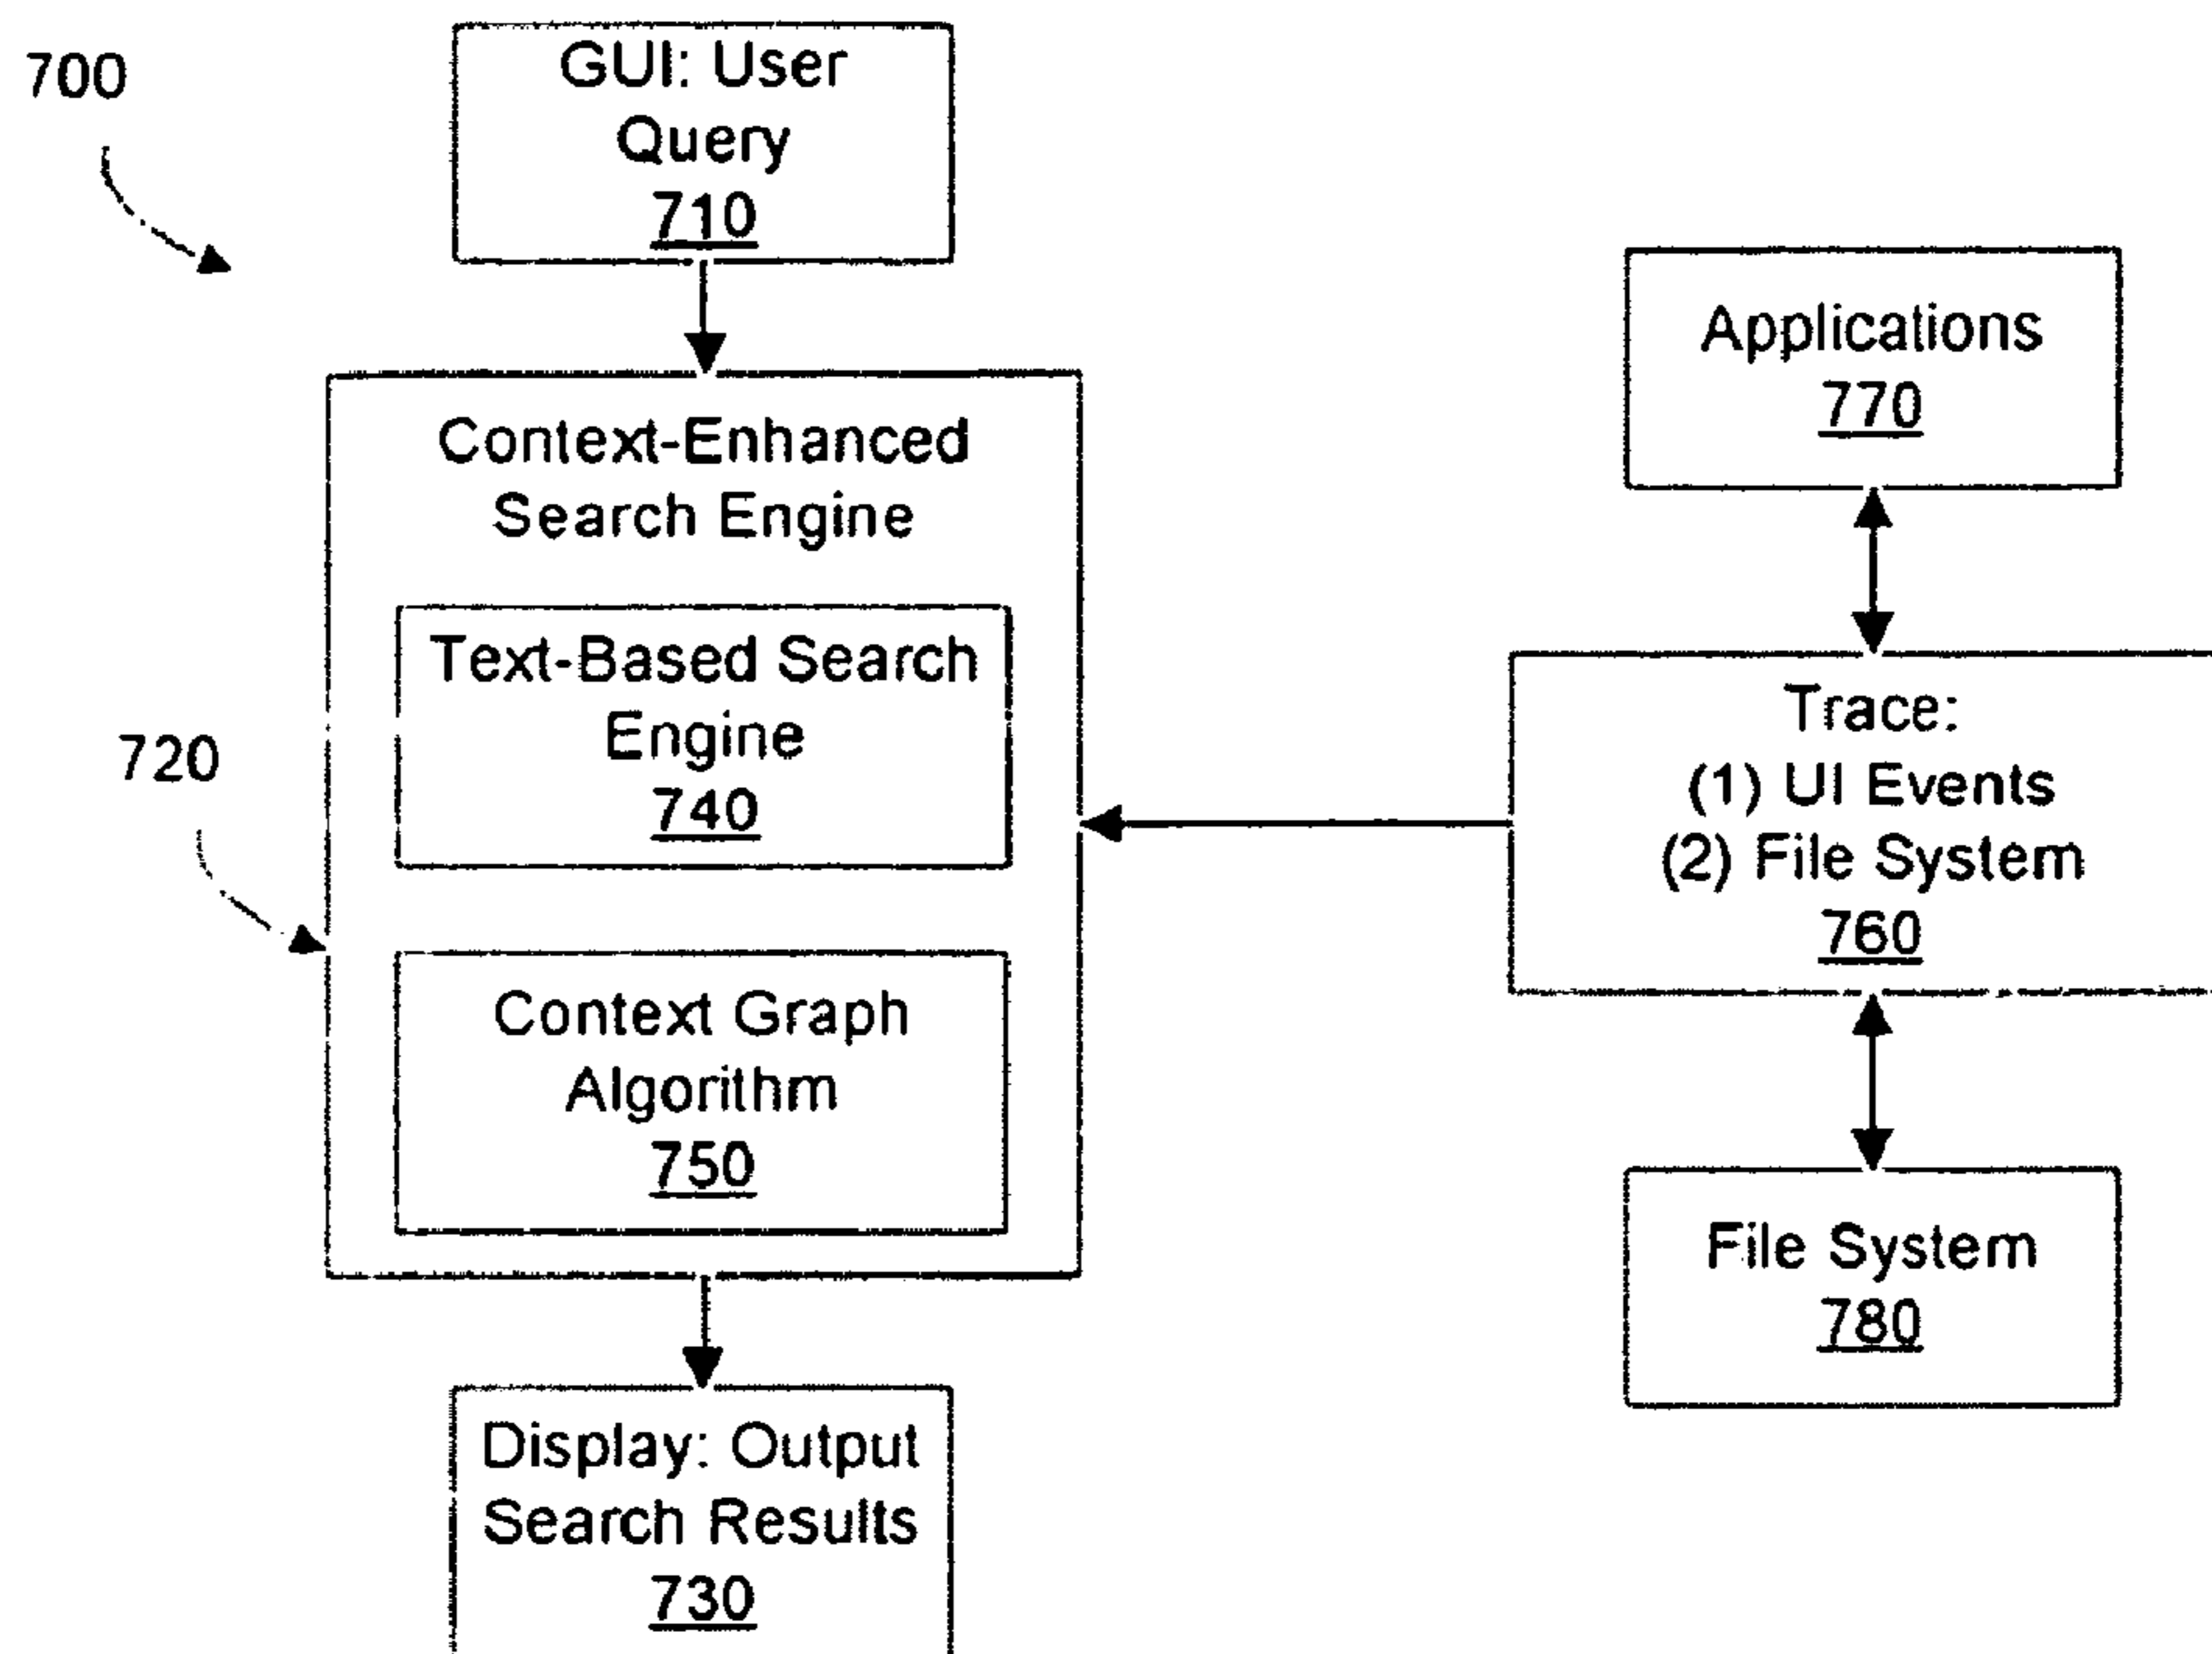 700
GUI: User
Query
710
Context-Enhanced
Search Engine
Text-Based Search
Engine
740
720
Context Graph
Algorithm
750
Display: Output
Search Results
730
Applications
770
Trace:
(1) UI Events
(2) File System
760
File System
780